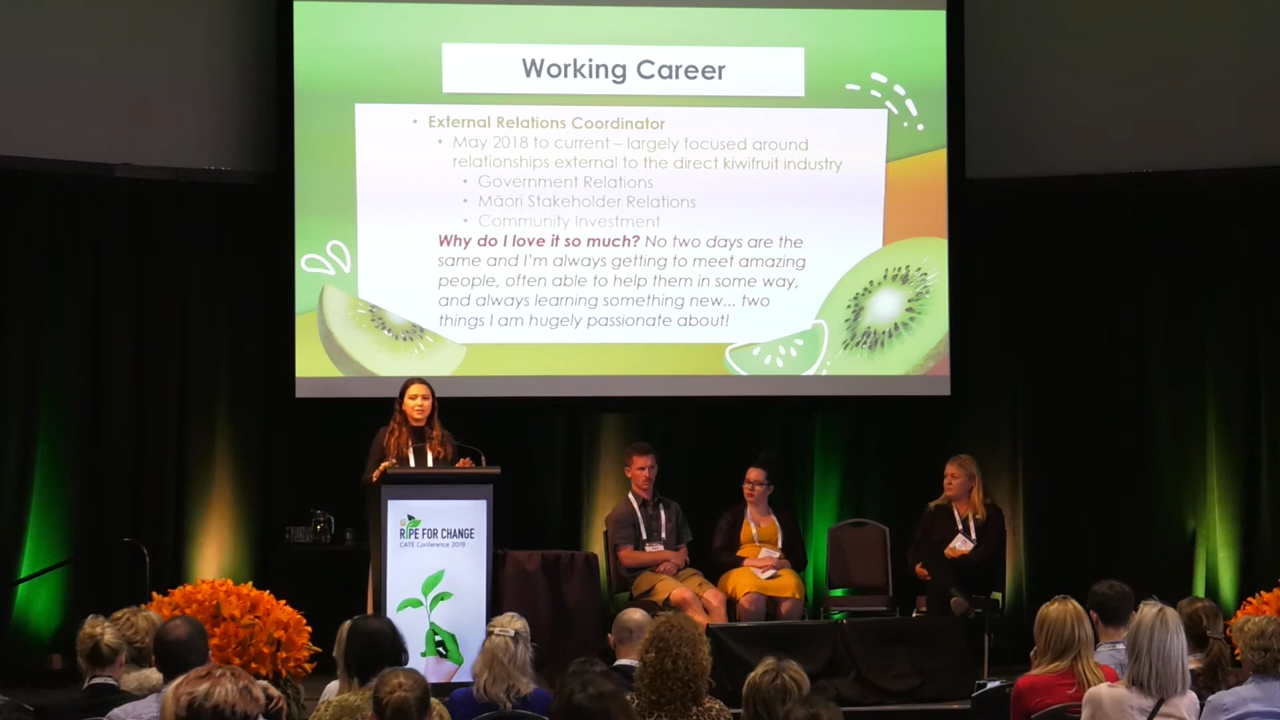 Working Career
• External Relations Coordinator
• May 2018 to current – largely focused around
relationships external to the direct kiwifruit industry
• Government Relations
• Māori Stakeholder Relations
• Community Investment
Why do I love it so much? No two days are the
same and I'm always getting to meet amazing
people, often able to help them in some way,
and always learning something new... two
things I am hugely passionate about!
RIPE FOR CHANGE
CATE Conference 2019